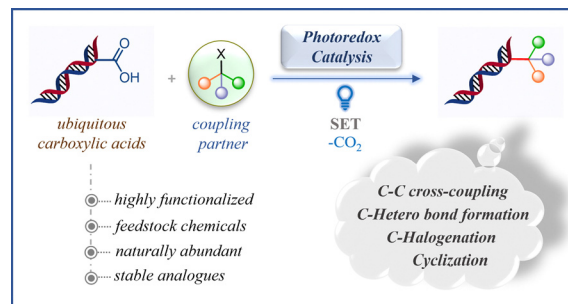 O
OH
ubiquitous
carboxylic acids
+
X
coupling
partner
Photoredox
Catalysis
SET
-CO2
highly functionalized
feedstock chemicals
naturally abundant
stable analogues
C-C cross-coupling
C-Hetero bond formation
C-Halogenation
Cyclization